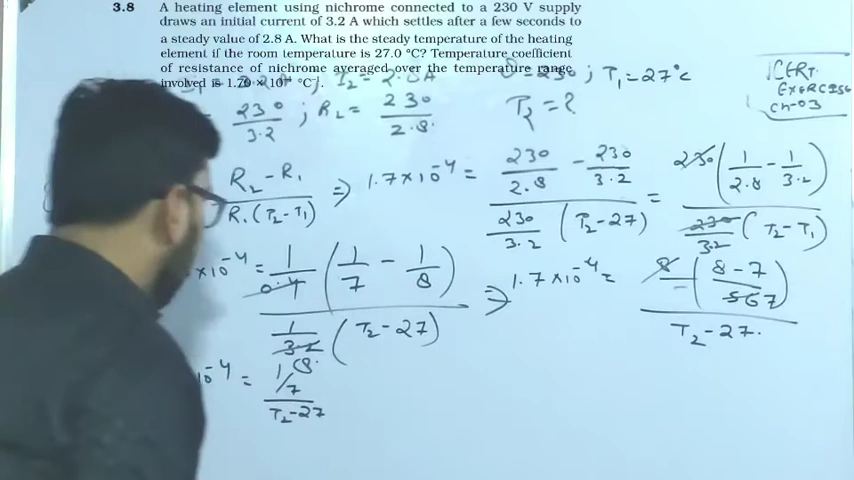 3.8 A heating element using nichrome connected to a 230 V supply
draws an initial current of 3.2 A which settles after a few seconds to
a steady value of 2.8 A. What is the steady temperature of the heating
element if the room temperature is 27.0 °C? Temperature coefficient
of resistance of nichrome averaged over the temperature range
involved is 1.70 × 10⁻⁴ °C⁻¹.
I₂ = 2.8A ; T₁ = 27°C
NCERT
EXERCISE
Ch-03
230/3.2 ; R₂ = 230/2.8 T₂ = ?
(R₂ - R₁)/(R₁(T₂ - T₁)) ⇒ 1.7×10⁻⁴ = (230/2.8 - 230/3.2)/(230/3.2 (T₂-27)) = 230(1/2.8 - 1/3.2)/(230/3.2 (T₂-T₁))
×10⁻⁴ = 1/0.4 (1/7 - 1/8)/(1/3.2 (T₂-27)) ⇒ 1.7×10⁻⁴ = 8((8-7)/567)/(T₂-27.
10⁻⁴ = (1/7)/(T₂-27)